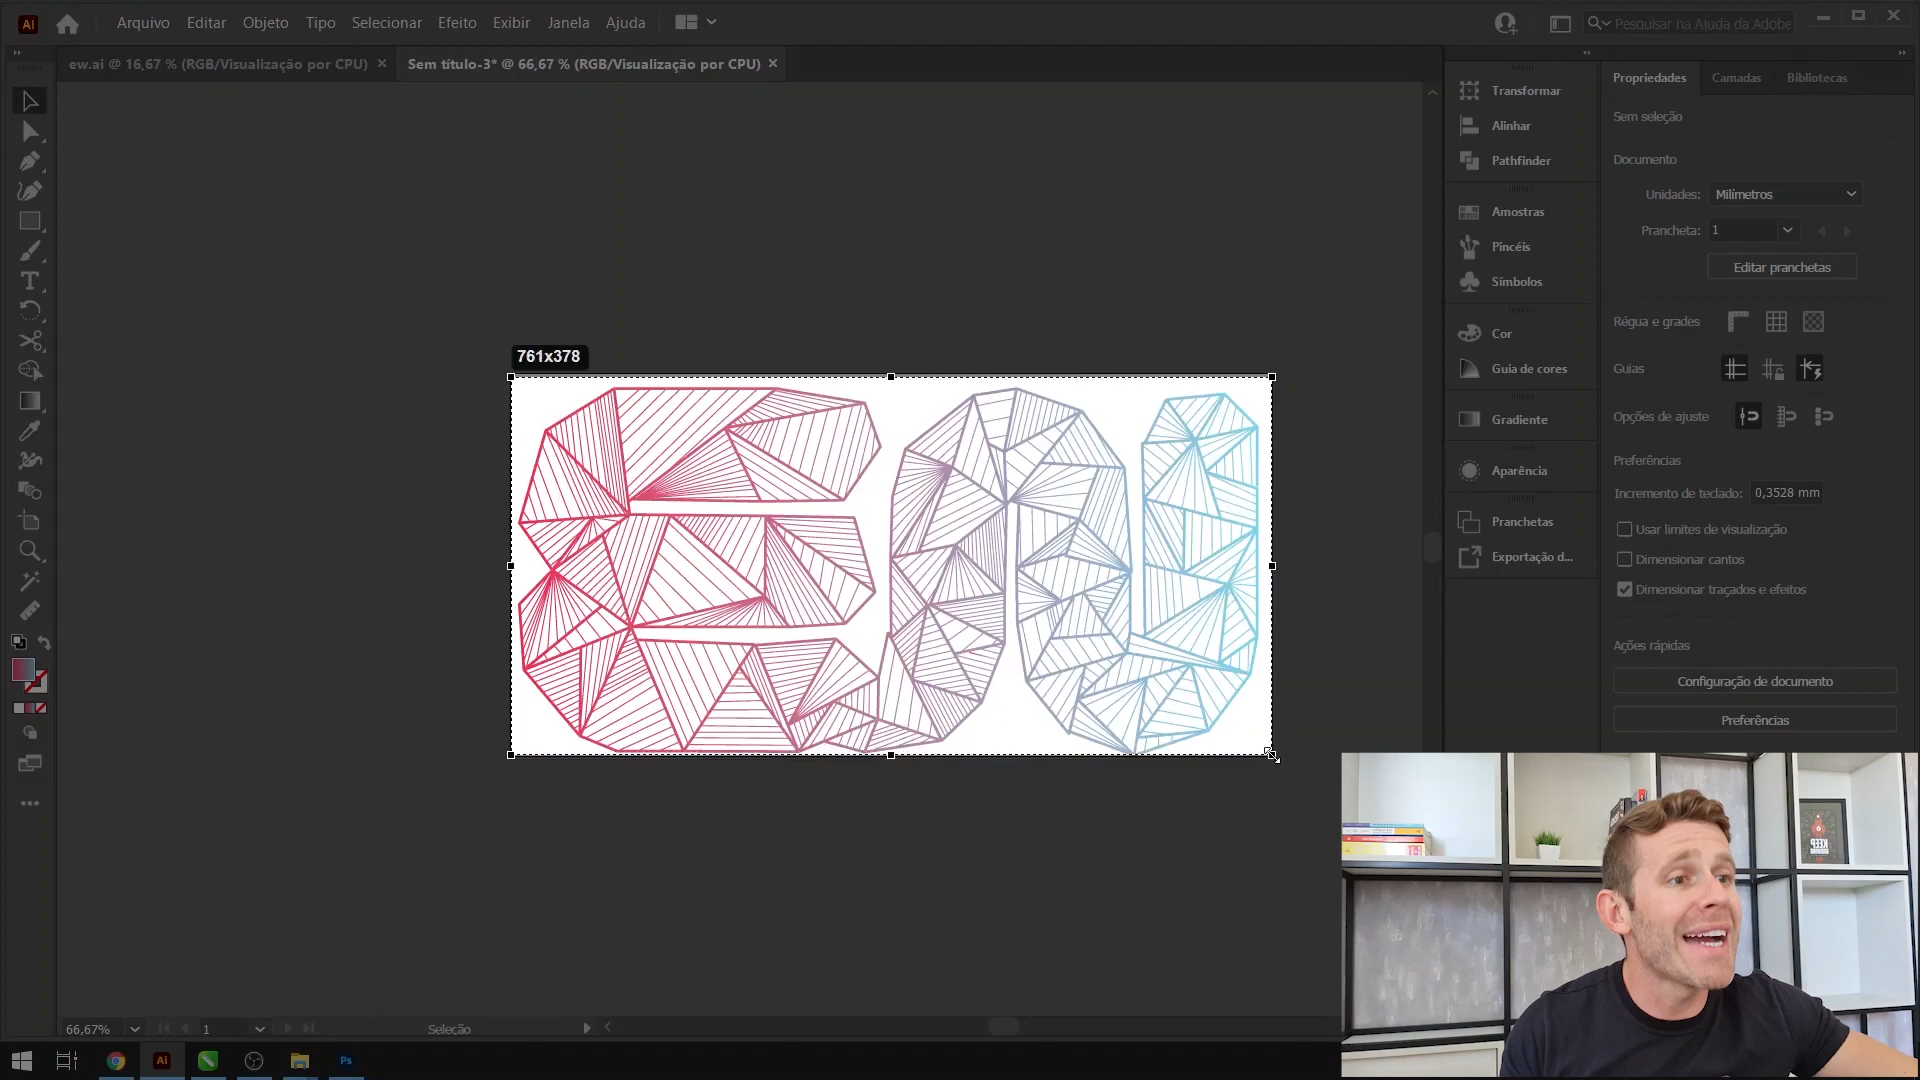 Ai
Arquivo Editar Objeto Tipo Selecionar Efeito Exibir Janela Ajuda
Pesquisar na Ajuda da Adobe
ew.ai @ 16,67 % (RGB/Visualização por CPU)
Sem título-3* @ 66,67 % (RGB/Visualização por CPU)
761x378
Transformar
Alinhar
Pathfinder
Amostras
Pincéis
Símbolos
Cor
Guia de cores
Gradiente
Aparência
Pranchetas
Exportação d...
Propriedades Camadas Bibliotecas
Sem seleção
Documento
Unidades: Milímetros
Prancheta: 1
Editar pranchetas
Régua e grades
Guias
Opções de ajuste
Preferências
Incremento de teclado: 0,3528 mm
Usar limites de visualização
Dimensionar cantos
Dimensionar traçados e efeitos
Ações rápidas
Configuração de documento
Preferências
66,67%
1
Seleção
Ai
Ps